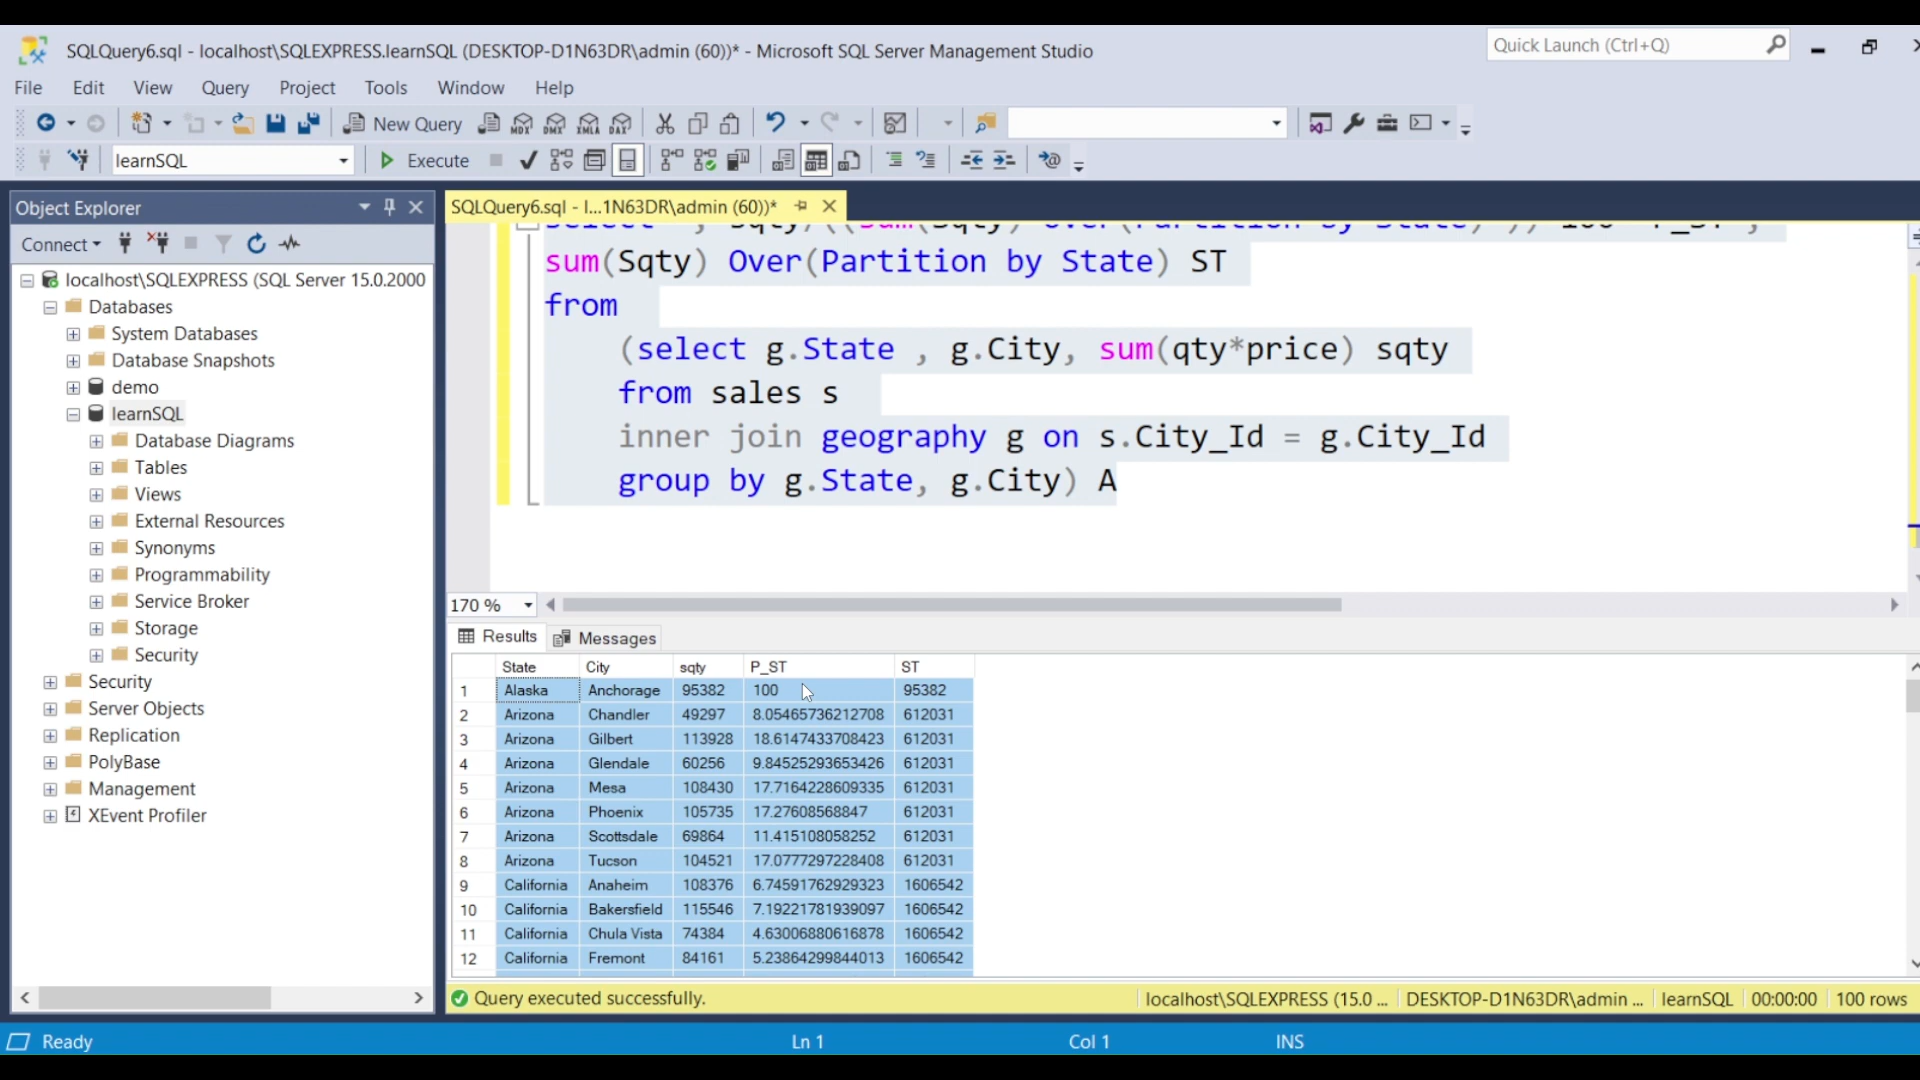 SQLQuery6.sql - localhost\SQLEXPRESS.learnSQL (DESKTOP-D1N63DR\admin (60))* - Microsoft SQL Server Management Studio
Quick Launch (Ctrl+Q)
File Edit View Query Project Tools Window Help
New Query
MDX DMX XMLA DAX
learnSQL
Execute
Object Explorer
SQLQuery6.sql - l...1N63DR\admin (60))*
Connect
localhost\SQLEXPRESS (SQL Server 15.0.2000
Databases
System Databases
Database Snapshots
demo
learnSQL
Database Diagrams
Tables
Views
External Resources
Synonyms
Programmability
Service Broker
Storage
Security
Security
Server Objects
Replication
PolyBase
Management
XEvent Profiler
sum(Sqty) Over(Partition by State) ST
from
(select g.State , g.City, sum(qty*price) sqty
from sales s
inner join geography g on s.City_Id = g.City_Id
group by g.State, g.City) A
170 %
Results Messages
State City sqty P_ST ST
1 Alaska Anchorage 95382 100 95382
2 Arizona Chandler 49297 8.05465736212708 612031
3 Arizona Gilbert 113928 18.6147433708423 612031
4 Arizona Glendale 60256 9.84525293653426 612031
5 Arizona Mesa 108430 17.7164228609335 612031
6 Arizona Phoenix 105735 17.27608568847 612031
7 Arizona Scottsdale 69864 11.415108058252 612031
8 Arizona Tucson 104521 17.0777297228408 612031
9 California Anaheim 108376 6.74591762929323 1606542
10 California Bakersfield 115546 7.19221781939097 1606542
11 California Chula Vista 74384 4.63006880616878 1606542
12 California Fremont 84161 5.23864299844013 1606542
Query executed successfully.
localhost\SQLEXPRESS (15.0 ... DESKTOP-D1N63DR\admin ... learnSQL 00:00:00 100 rows
Ready Ln 1 Col 1 INS